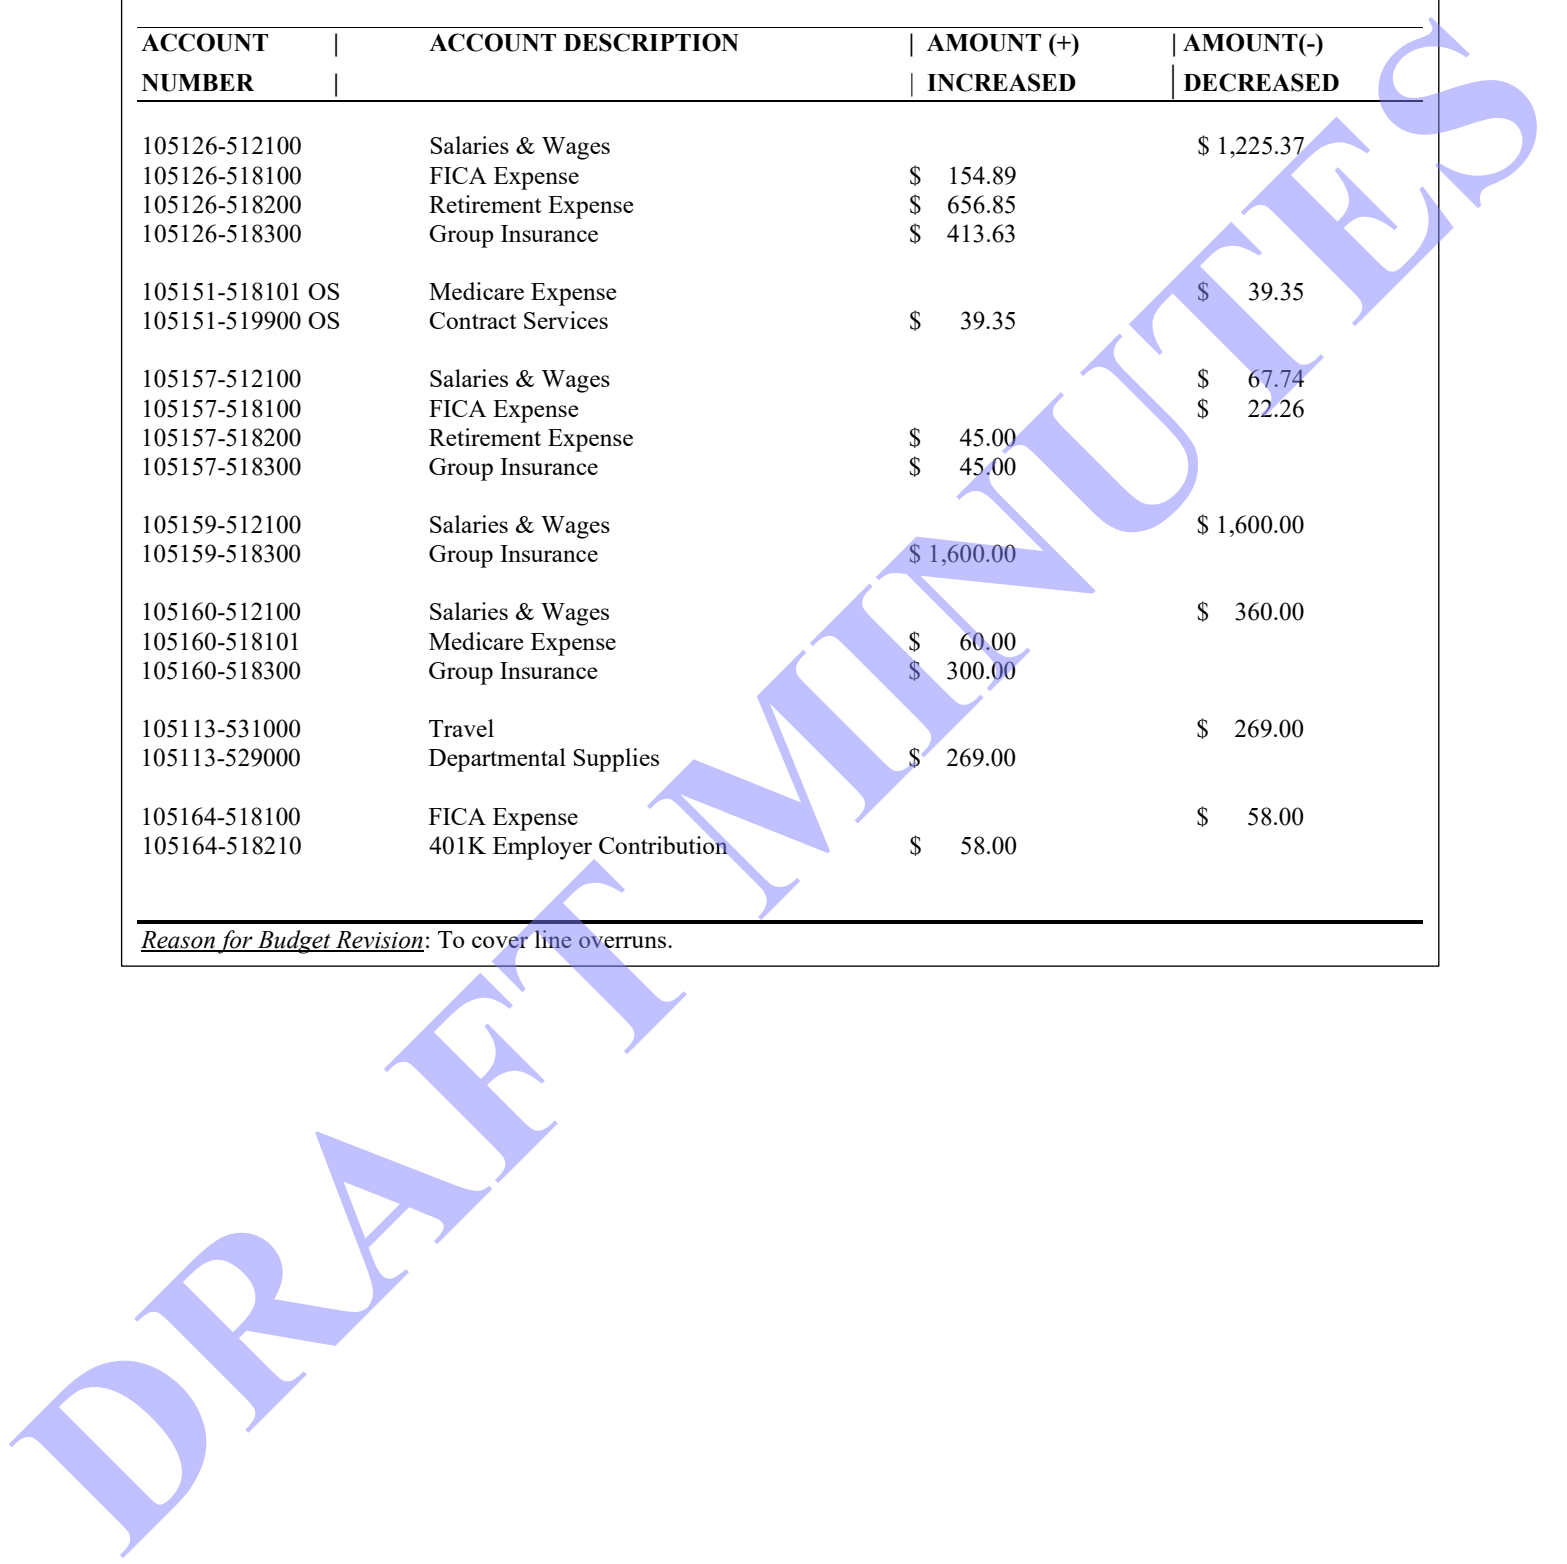 ACCOUNT | ACCOUNT DESCRIPTION | AMOUNT (+) | AMOUNT(-)
NUMBER | | INCREASED | DECREASED
105126-512100 Salaries & Wages $ 1,225.37
105126-518100 FICA Expense $ 154.89
105126-518200 Retirement Expense $ 656.85
105126-518300 Group Insurance $ 413.63
105151-518101 OS Medicare Expense $ 39.35
105151-519900 OS Contract Services $ 39.35
105157-512100 Salaries & Wages $ 67.74
105157-518100 FICA Expense $ 22.26
105157-518200 Retirement Expense $ 45.00
105157-518300 Group Insurance $ 45.00
105159-512100 Salaries & Wages $ 1,600.00
105159-518300 Group Insurance $ 1,600.00
105160-512100 Salaries & Wages $ 360.00
105160-518101 Medicare Expense $ 60.00
105160-518300 Group Insurance $ 300.00
105113-531000 Travel $ 269.00
105113-529000 Departmental Supplies $ 269.00
105164-518100 FICA Expense $ 58.00
105164-518210 401K Employer Contribution $ 58.00
Reason for Budget Revision: To cover line overruns.
DRAFT MINUTES